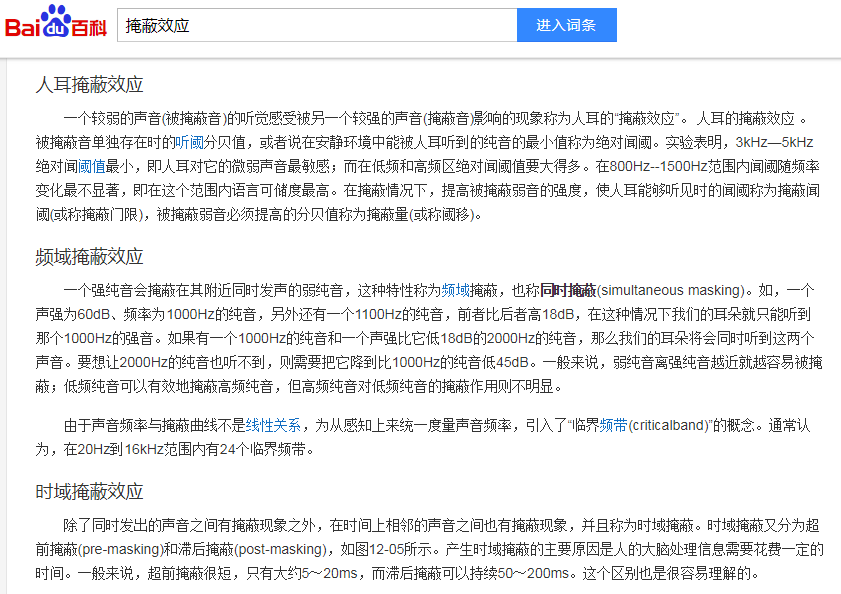 Bai du 百科
掩蔽效应
进入词条
人耳掩蔽效应
一个较弱的声音(被掩蔽音)的听觉感受被另一个较强的声音(掩蔽音)影响的现象称为人耳的“掩蔽效应”。 人耳的掩蔽效应 。
被掩蔽音单独存在时的听阈分贝值，或者说在安静环境中能被人耳听到的纯音的最小值称为绝对闻阈。实验表明，3kHz—5kHz
绝对闻阈值最小，即人耳对它的微弱声音最敏感；而在低频和高频区绝对闻阈值要大得多。在800Hz--1500Hz范围内闻阈随频率
变化最不显著，即在这个范围内语言可储度最高。在掩蔽情况下，提高被掩蔽弱音的强度，使人耳能够听见时的闻阈称为掩蔽闻
阈(或称掩蔽门限)，被掩蔽弱音必须提高的分贝值称为掩蔽量(或称阈移)。
频域掩蔽效应
一个强纯音会掩蔽在其附近同时发声的弱纯音，这种特性称为频域掩蔽，也称同时掩蔽(simultaneous masking)。如，一个
声强为60dB、频率为1000Hz的纯音，另外还有一个1100Hz的纯音，前者比后者高18dB，在这种情况下我们的耳朵就只能听到
那个1000Hz的强音。如果有一个1000Hz的纯音和一个声强比它低18dB的2000Hz的纯音，那么我们的耳朵将会同时听到这两个
声音。要想让2000Hz的纯音也听不到，则需要把它降到比1000Hz的纯音低45dB。一般来说，弱纯音离强纯音越近就越容易被掩
蔽；低频纯音可以有效地掩蔽高频纯音，但高频纯音对低频纯音的掩蔽作用则不明显。
由于声音频率与掩蔽曲线不是线性关系，为从感知上来统一度量声音频率，引入了“临界频带(criticalband)”的概念。通常认
为，在20Hz到16kHz范围内有24个临界频带。
时域掩蔽效应
除了同时发出的声音之间有掩蔽现象之外，在时间上相邻的声音之间也有掩蔽现象，并且称为时域掩蔽。时域掩蔽又分为超
前掩蔽(pre-masking)和滞后掩蔽(post-masking)，如图12-05所示。产生时域掩蔽的主要原因是人的大脑处理信息需要花费一定的
时间。一般来说，超前掩蔽很短，只有大约5～20ms，而滞后掩蔽可以持续50～200ms。这个区别也是很容易理解的。